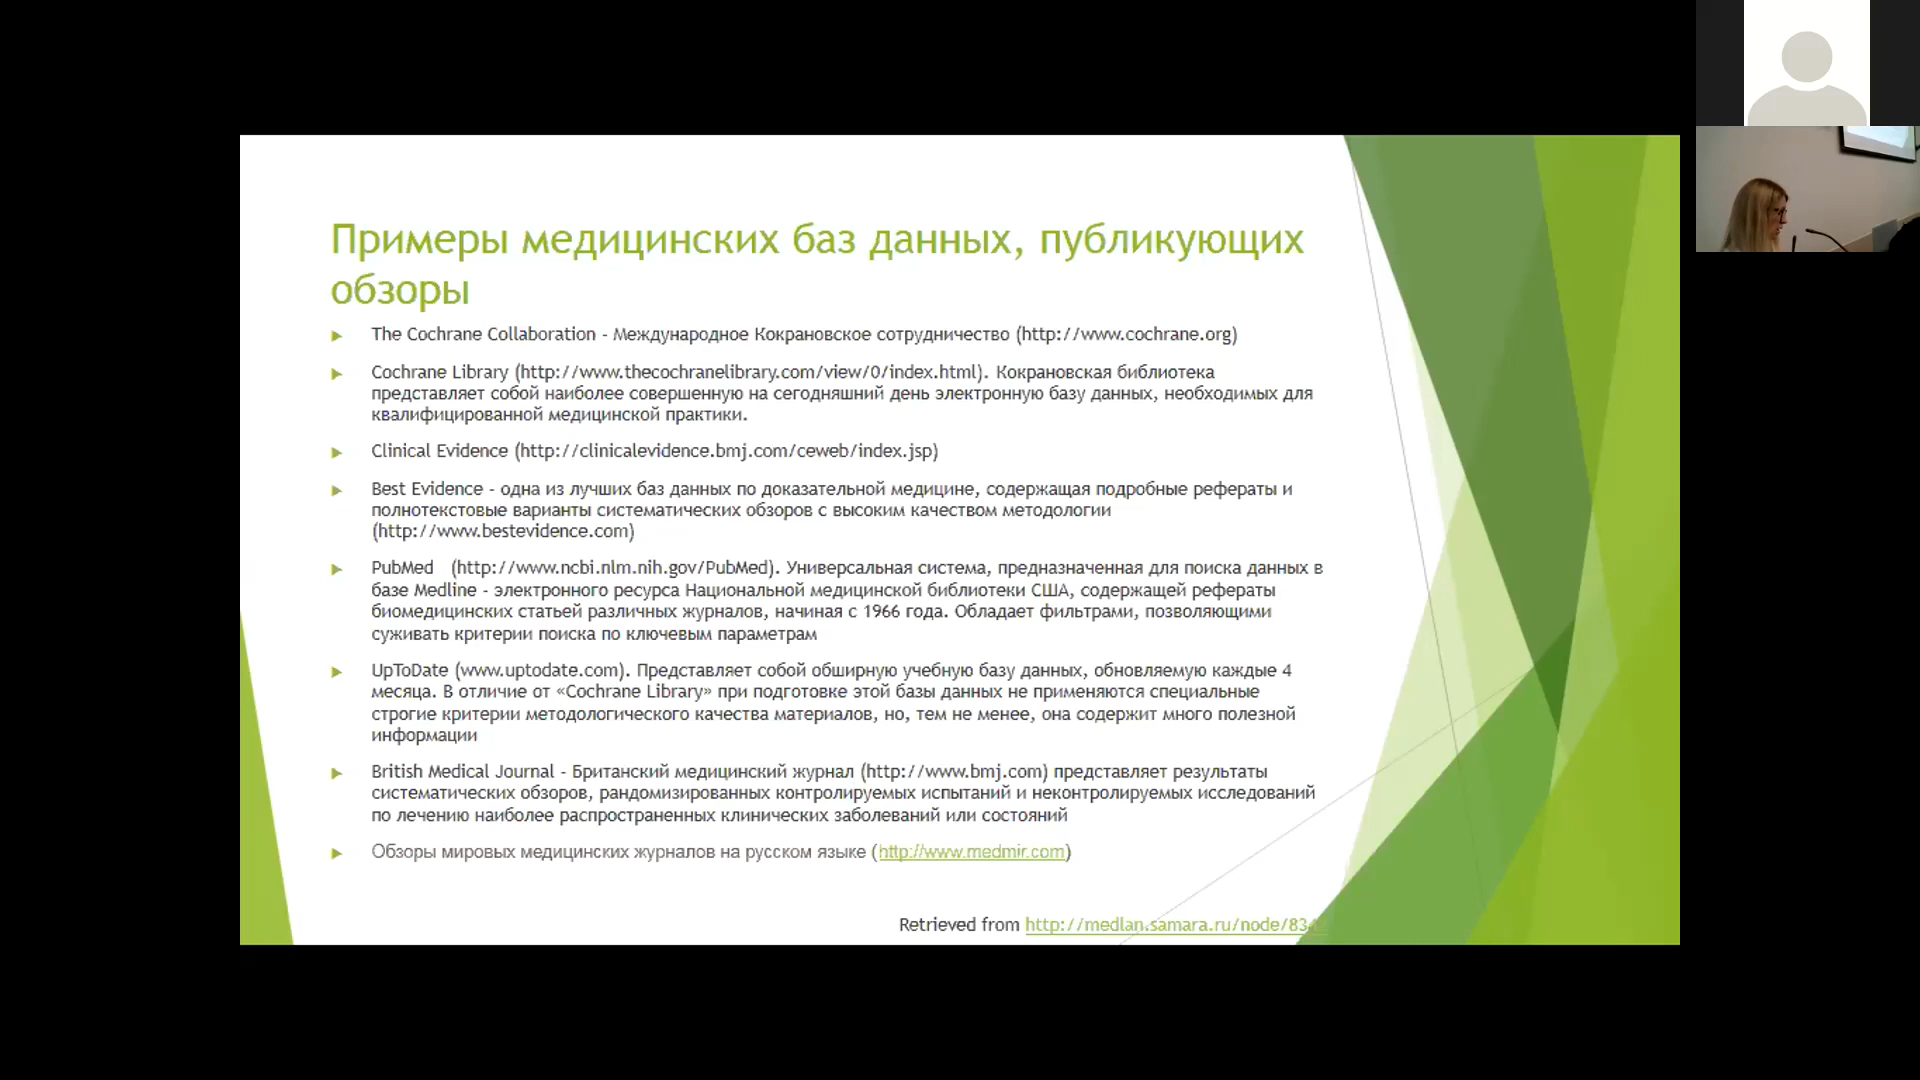 Примеры медицинских баз данных, публикующих
обзоры
The Cochrane Collaboration - Международное Кокрановское сотрудничество (http://www.cochrane.org)
Cochrane Library (http://www.thecochranelibrary.com/view/0/index.html). Кокрановская библиотека
представляет собой наиболее совершенную на сегодняшний день электронную базу данных, необходимых для
квалифицированной медицинской практики.
Clinical Evidence (http://clinicalevidence.bmj.com/ceweb/index.jsp)
Best Evidence - одна из лучших баз данных по доказательной медицине, содержащая подробные рефераты и
полнотекстовые варианты систематических обзоров с высоким качеством методологии
(http://www.bestevidence.com)
PubMed (http://www.ncbi.nlm.nih.gov/PubMed). Универсальная система, предназначенная для поиска данных в
базе Medline - электронного ресурса Национальной медицинской библиотеки США, содержащей рефераты
биомедицинских статьей различных журналов, начиная с 1966 года. Обладает фильтрами, позволяющими
суживать критерии поиска по ключевым параметрам
UpToDate (www.uptodate.com). Представляет собой обширную учебную базу данных, обновляемую каждые 4
месяца. В отличие от «Cochrane Library» при подготовке этой базы данных не применяются специальные
строгие критерии методологического качества материалов, но, тем не менее, она содержит много полезной
информации
British Medical Journal - Британский медицинский журнал (http://www.bmj.com) представляет результаты
систематических обзоров, рандомизированных контролируемых испытаний и неконтролируемых исследований
по лечению наиболее распространенных клинических заболеваний или состояний
Обзоры мировых медицинских журналов на русском языке (http://www.medmir.com)
Retrieved from